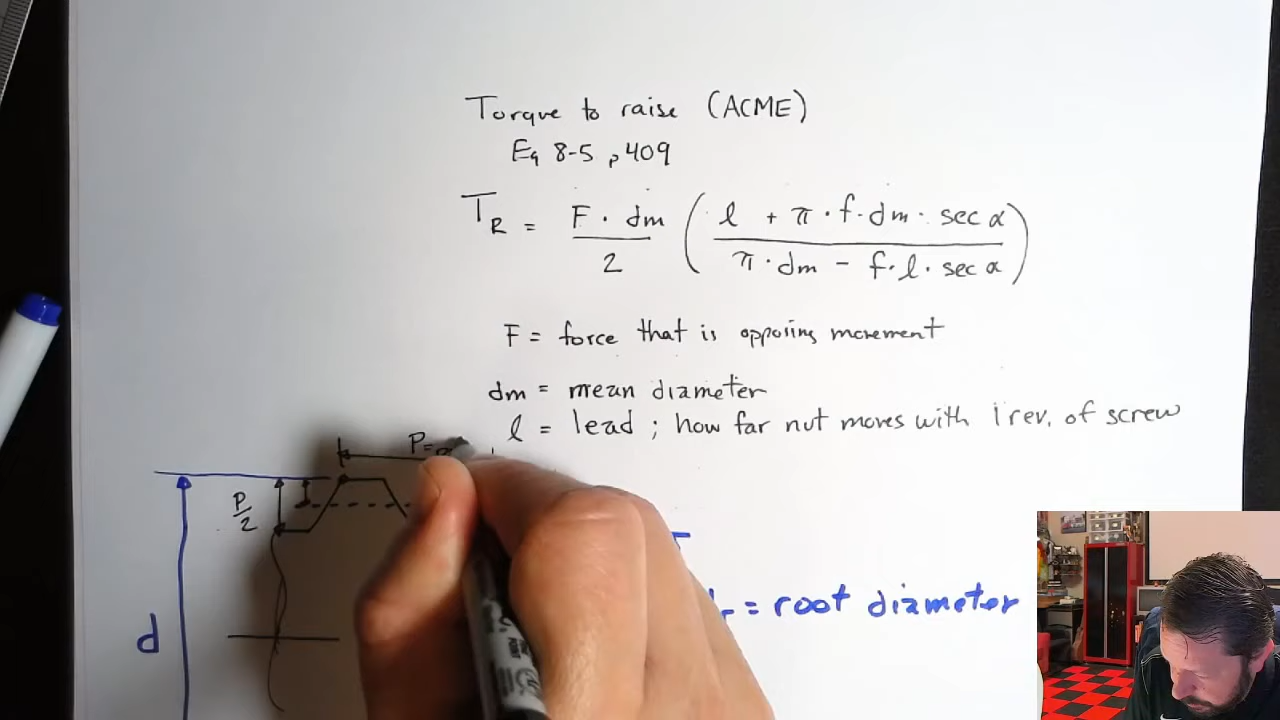 Torque to raise (ACME)
Eq 8-5 p409
T_R = F · dm / 2 ( l + π · f · dm · sec α / π · dm − f · l · sec α )
F = force that is opposing movement
dm = mean diameter
l = lead ; how far nut moves with 1 rev. of screw
P=
P/2
d
r = root diameter